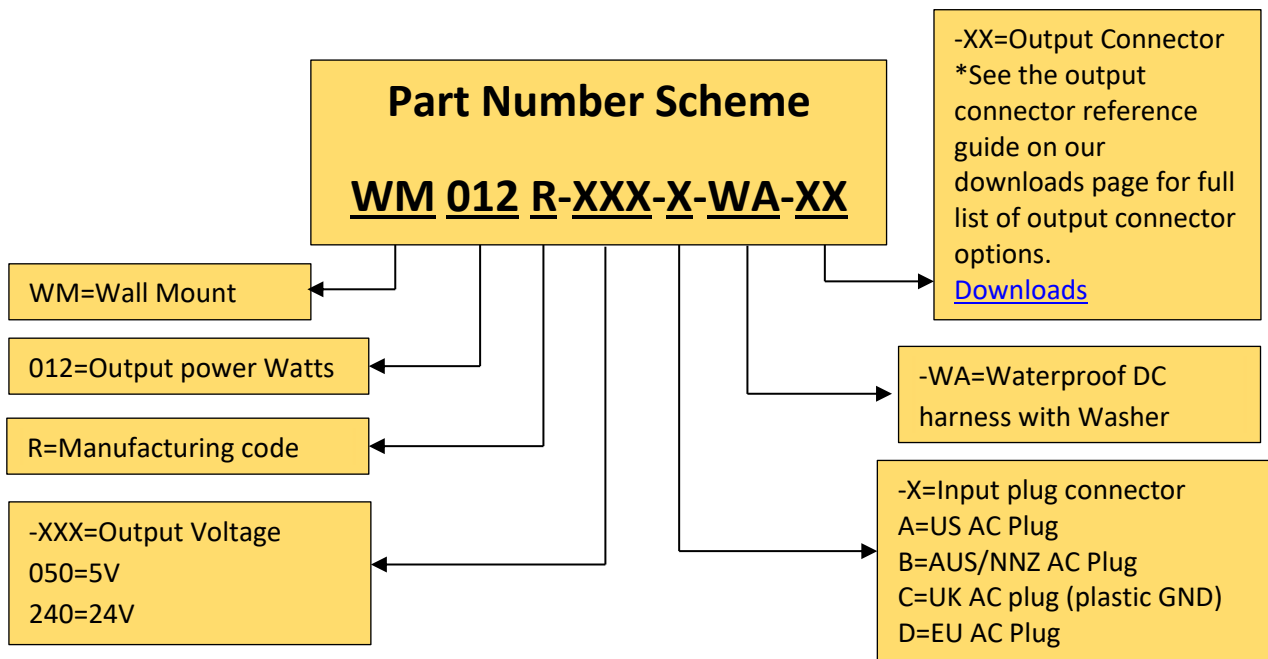 Part Number Scheme
WM 012 R-XXX-X-WA-XX
-XX=Output Connector
*See the output
connector reference
guide on our
downloads page for full
list of output connector
options.
Downloads
WM=Wall Mount
012=Output power Watts
R=Manufacturing code
-XXX=Output Voltage
050=5V
240=24V
-WA=Waterproof DC
harness with Washer
-X=Input plug connector
A=US AC Plug
B=AUS/NNZ AC Plug
C=UK AC plug (plastic GND)
D=EU AC Plug